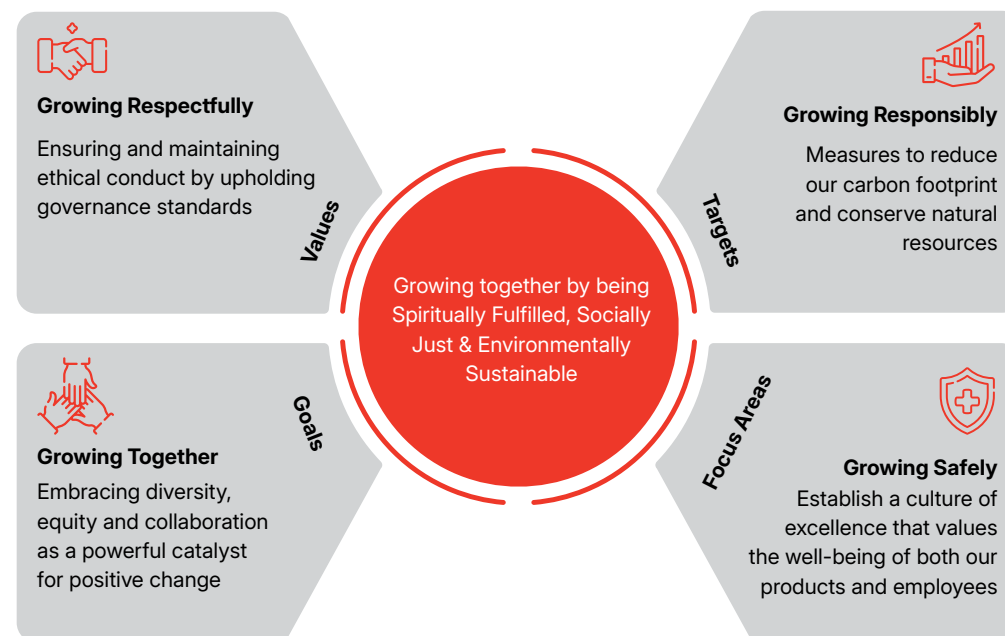 Growing Respectfully
Ensuring and maintaining
ethical conduct by upholding
governance standards
Values
Growing Responsibly
Measures to reduce
our carbon footprint
and conserve natural
resources
Targets
Growing together by being
Spiritually Fulfilled, Socially
Just & Environmentally
Sustainable
Growing Together
Embracing diversity,
equity and collaboration
as a powerful catalyst
for positive change
Goals
Growing Safely
Establish a culture of
excellence that values
the well-being of both our
products and employees
Focus Areas